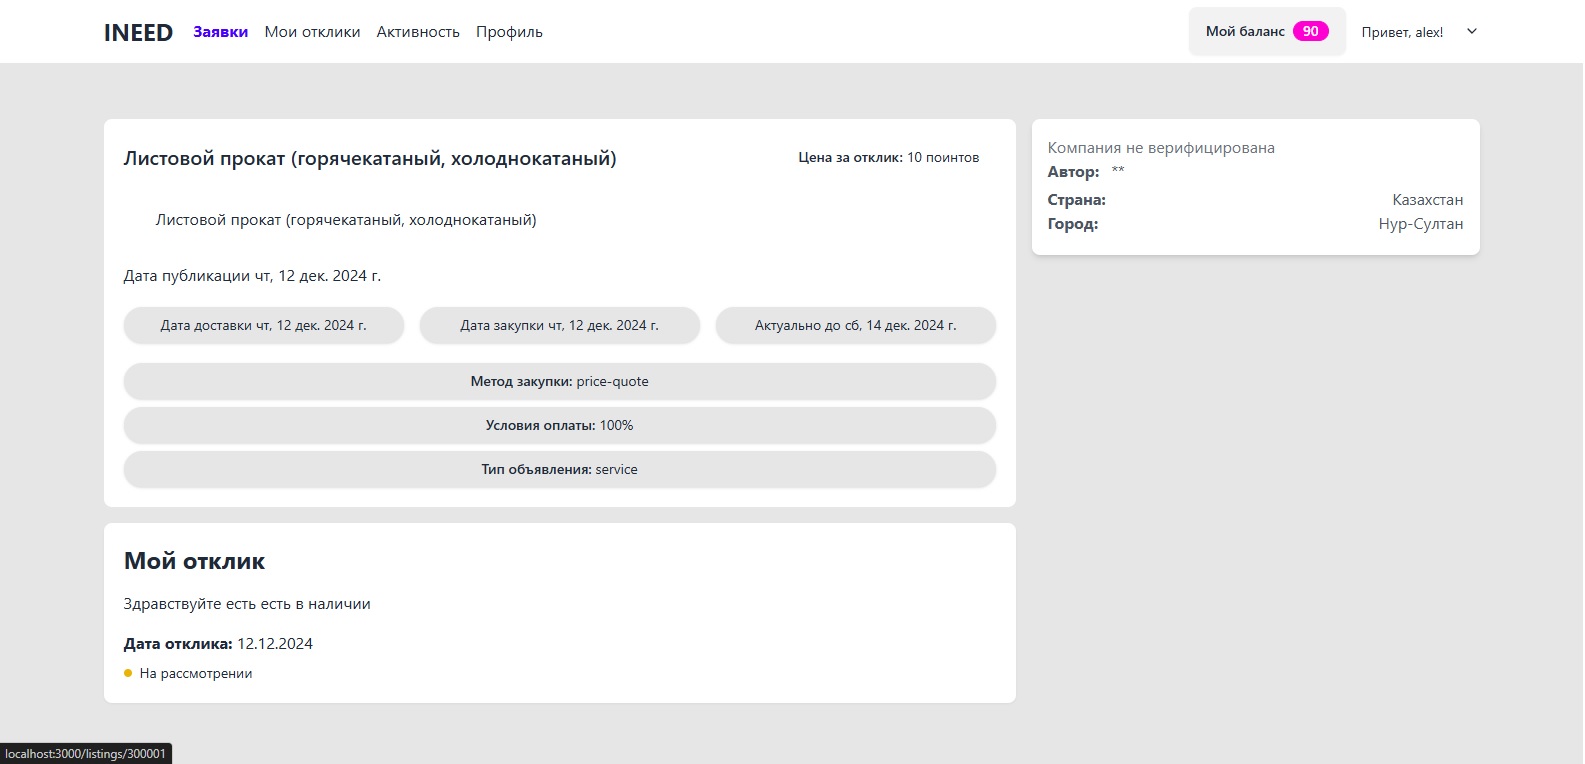 INEED Заявки Мои отклики Активность Профиль Мой баланс 90 Привет, alex!
Листовой прокат (горячекатаный, холоднокатаный) Цена за отклик: 10 поинтов
Листовой прокат (горячекатаный, холоднокатаный)
Дата публикации чт, 12 дек. 2024 г.
Дата доставки чт, 12 дек. 2024 г. Дата закупки чт, 12 дек. 2024 г. Актуально до сб, 14 дек. 2024 г.
Метод закупки: price-quote
Условия оплаты: 100%
Тип объявления: service
Компания не верифицирована
Автор: **
Страна: Казахстан
Город: Нур-Султан
Мой отклик
Здравствуйте есть есть в наличии
Дата отклика: 12.12.2024
На рассмотрении
localhost:3000/listings/300001